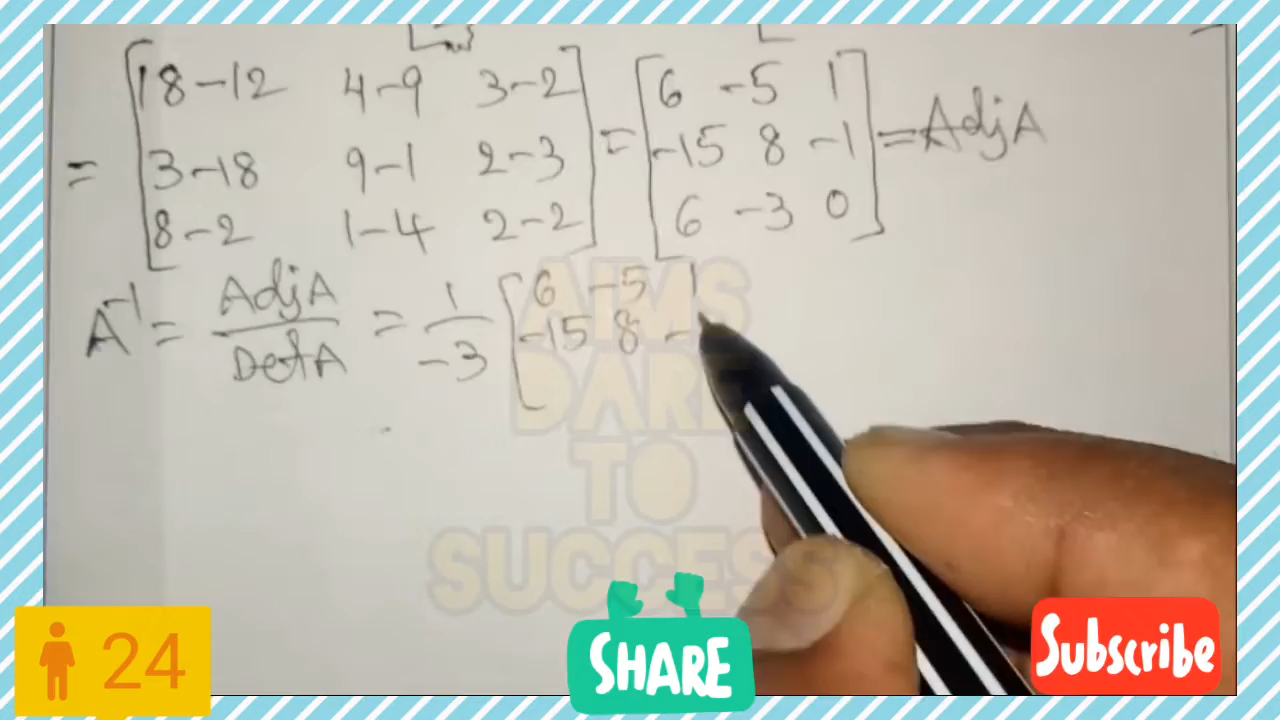 = [18-12 4-9 3-2
3-18 9-1 2-3
8-2 1-4 2-2] = [6 -5 1
-15 8 -1
6 -3 0] = Adj A
A⁻¹ = AdjA / DetA = 1 / -3 [6 -5 1
-15 8 -
AIMS
DARE
TO
SUCCESS
24
SHARE
Subscribe